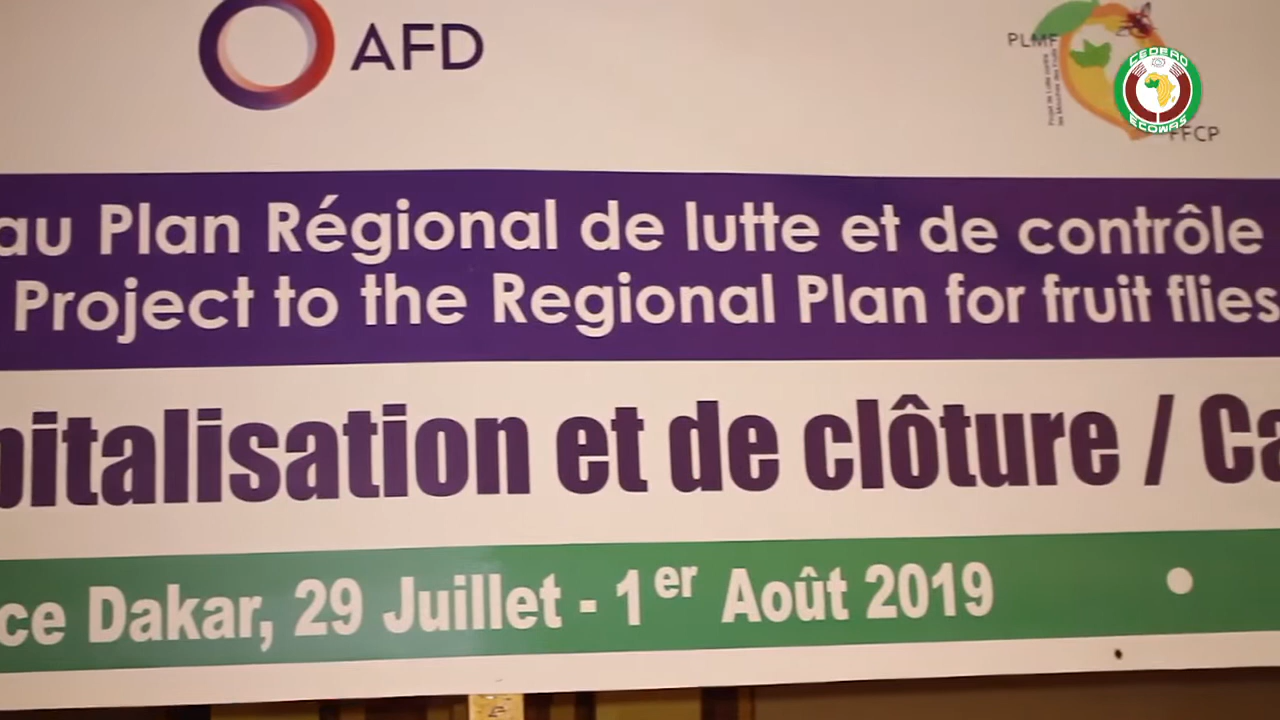 AFD
PLMF
CEDEAO
ECOWAS
FFCP
au Plan Régional de lutte et de contrôle
Project to the Regional Plan for fruit flies
pitalisation et de clôture / Ca
ce Dakar, 29 Juillet - 1er Août 2019